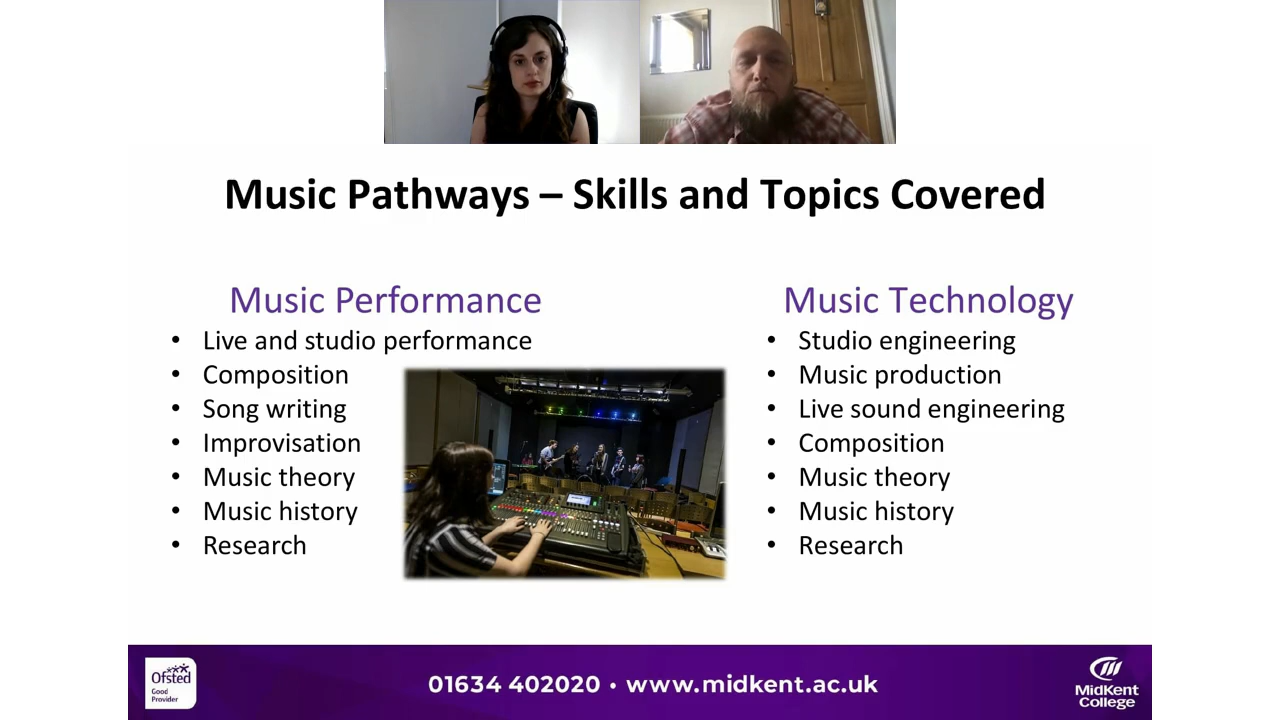 Music Pathways – Skills and Topics Covered
Music Performance
• Live and studio performance
• Composition
• Song writing
• Improvisation
• Music theory
• Music history
• Research
Music Technology
• Studio engineering
• Music production
• Live sound engineering
• Composition
• Music theory
• Music history
• Research
Ofsted
Good
Provider
01634 402020 • www.midkent.ac.uk
MIDKENT
COLLEGE